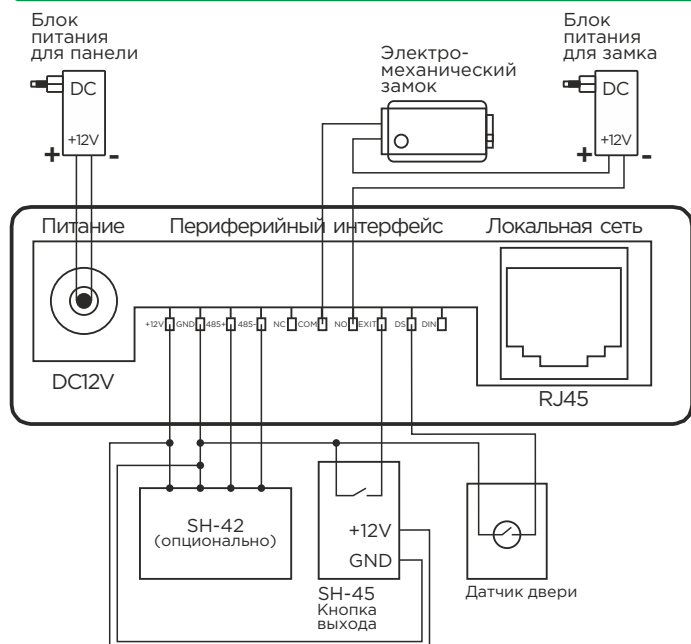 Блок
питания
для панели
DC
+12V
+ -
Электро-
механический
замок
Блок
питания
для замка
DC
+12V
+ -
Питание
Периферийный интерфейс
Локальная сеть
+12V GND 485+ 485- NC COM NO EXIT DS DIN
DC12V
RJ45
SH-42
(опционально)
+12V
GND
SH-45
Кнопка
выхода
Датчик двери